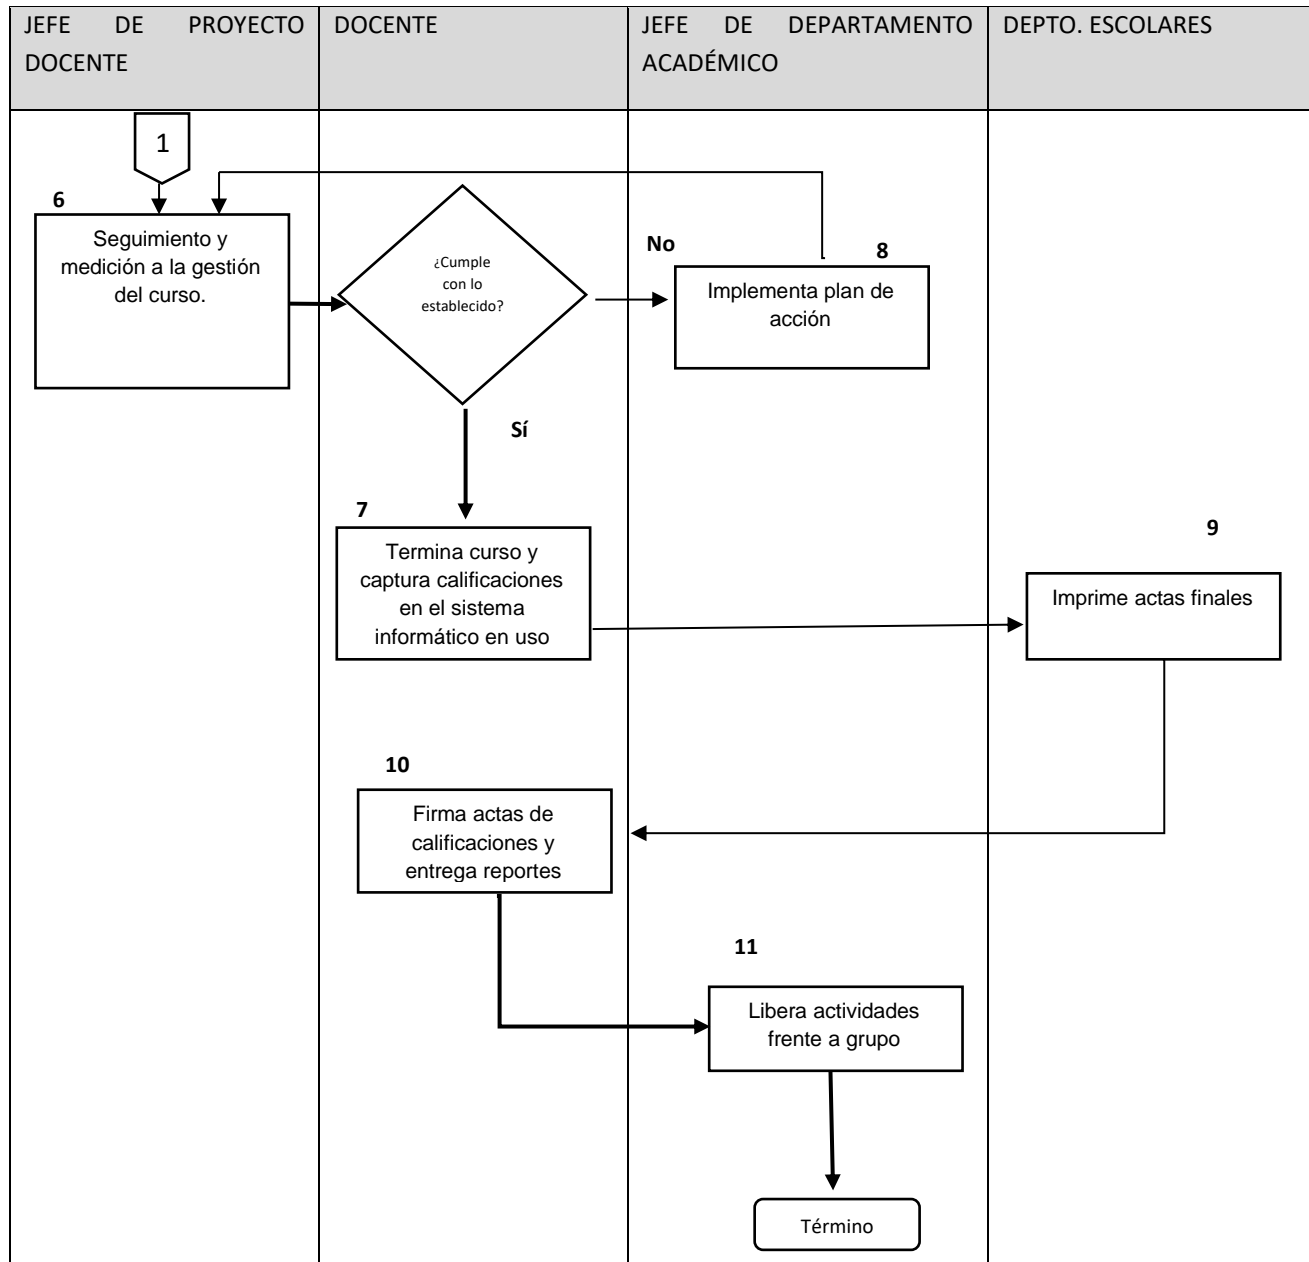 JEFE DE PROYECTO
DOCENTE
DOCENTE
JEFE DE DEPARTAMENTO
ACADÉMICO
DEPTO. ESCOLARES
1
6
Seguimiento y
medición a la gestión
del curso.
¿Cumple
con lo
establecido?
No
8
Implementa plan de
acción
Sí
7
Termina curso y
captura calificaciones
en el sistema
informático en uso
9
Imprime actas finales
10
Firma actas de
calificaciones y
entrega reportes
11
Libera actividades
frente a grupo
Término